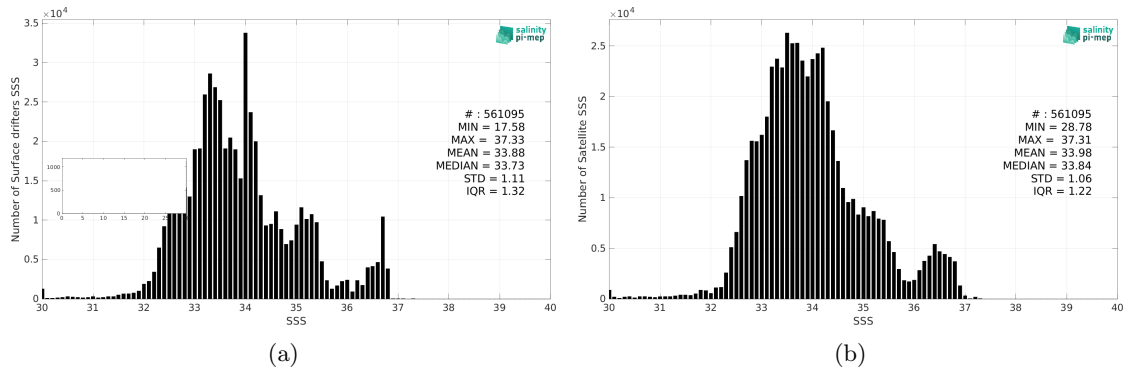 ×10⁴
3.5
3
2.5
2
1.5
1
0.5
0
Number of Surface drifters SSS
1000
500
0
0 5 10 15 20 25
salinity
pi-mep
# : 561095
MIN = 17.58
MAX = 37.33
MEAN = 33.88
MEDIAN = 33.73
STD = 1.11
IQR = 1.32
30 31 32 33 34 35 36 37 38 39 40
SSS
(a)
×10⁴
2.5
2
1.5
1
0.5
0
Number of Satellite SSS
salinity
pi-mep
# : 561095
MIN = 28.78
MAX = 37.31
MEAN = 33.98
MEDIAN = 33.84
STD = 1.06
IQR = 1.22
30 31 32 33 34 35 36 37 38 39 40
SSS
(b)